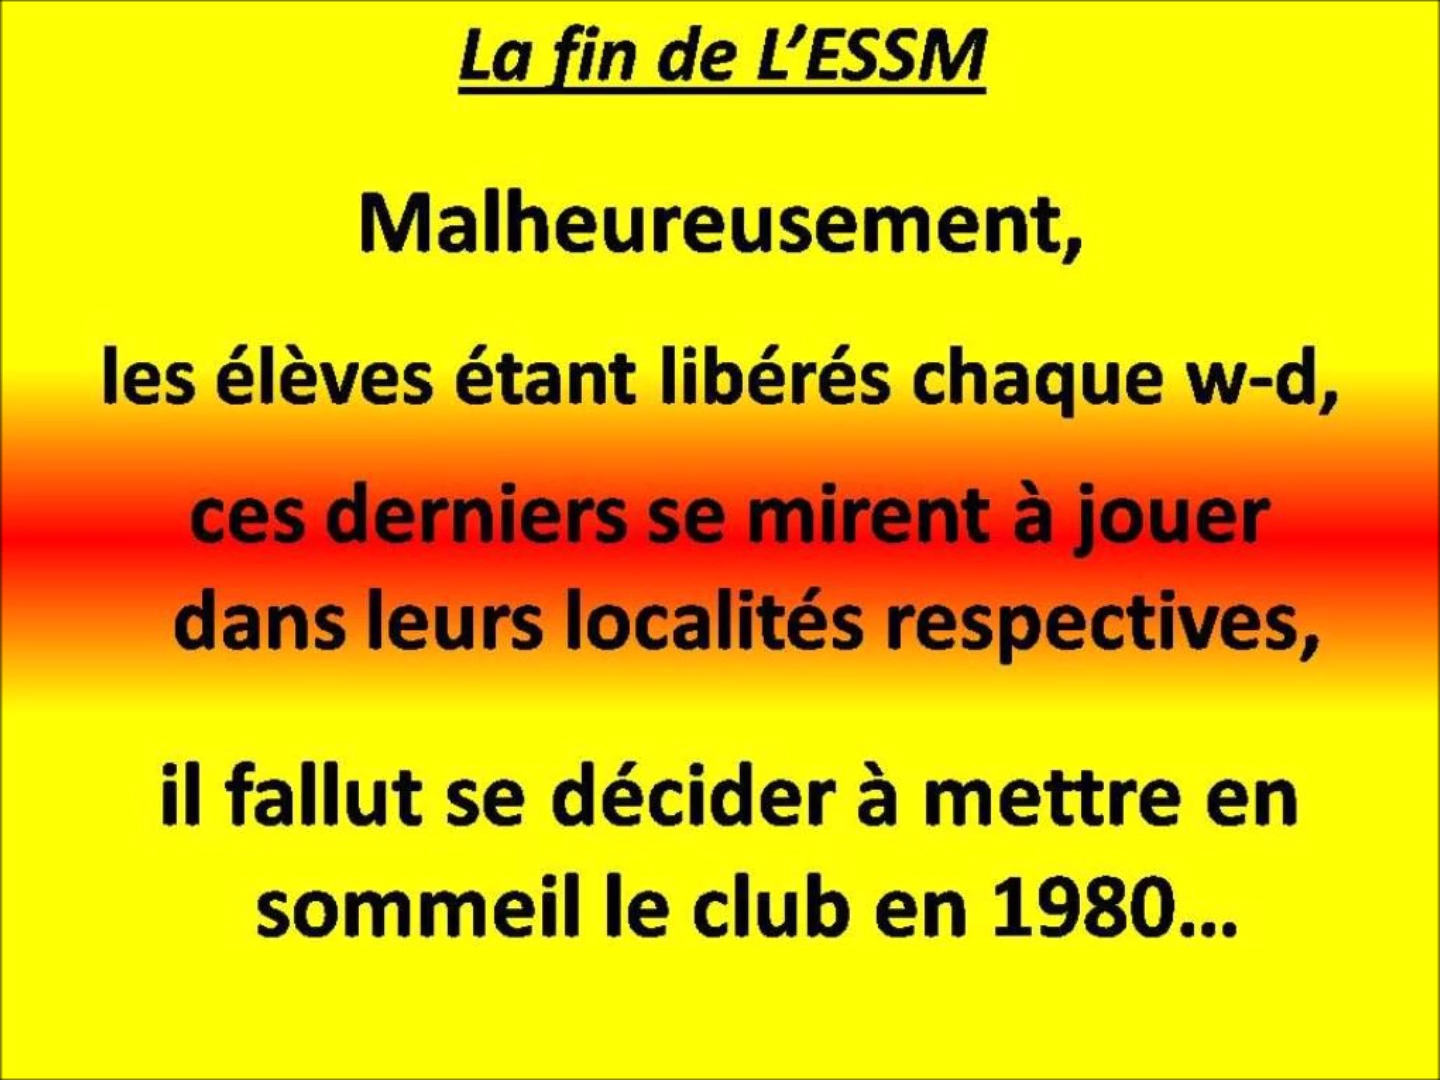 La fin de L’ESSM
Malheureusement,
les élèves étant libérés chaque w-d,
ces derniers se mirent à jouer
dans leurs localités respectives,
il fallut se décider à mettre en
sommeil le club en 1980...